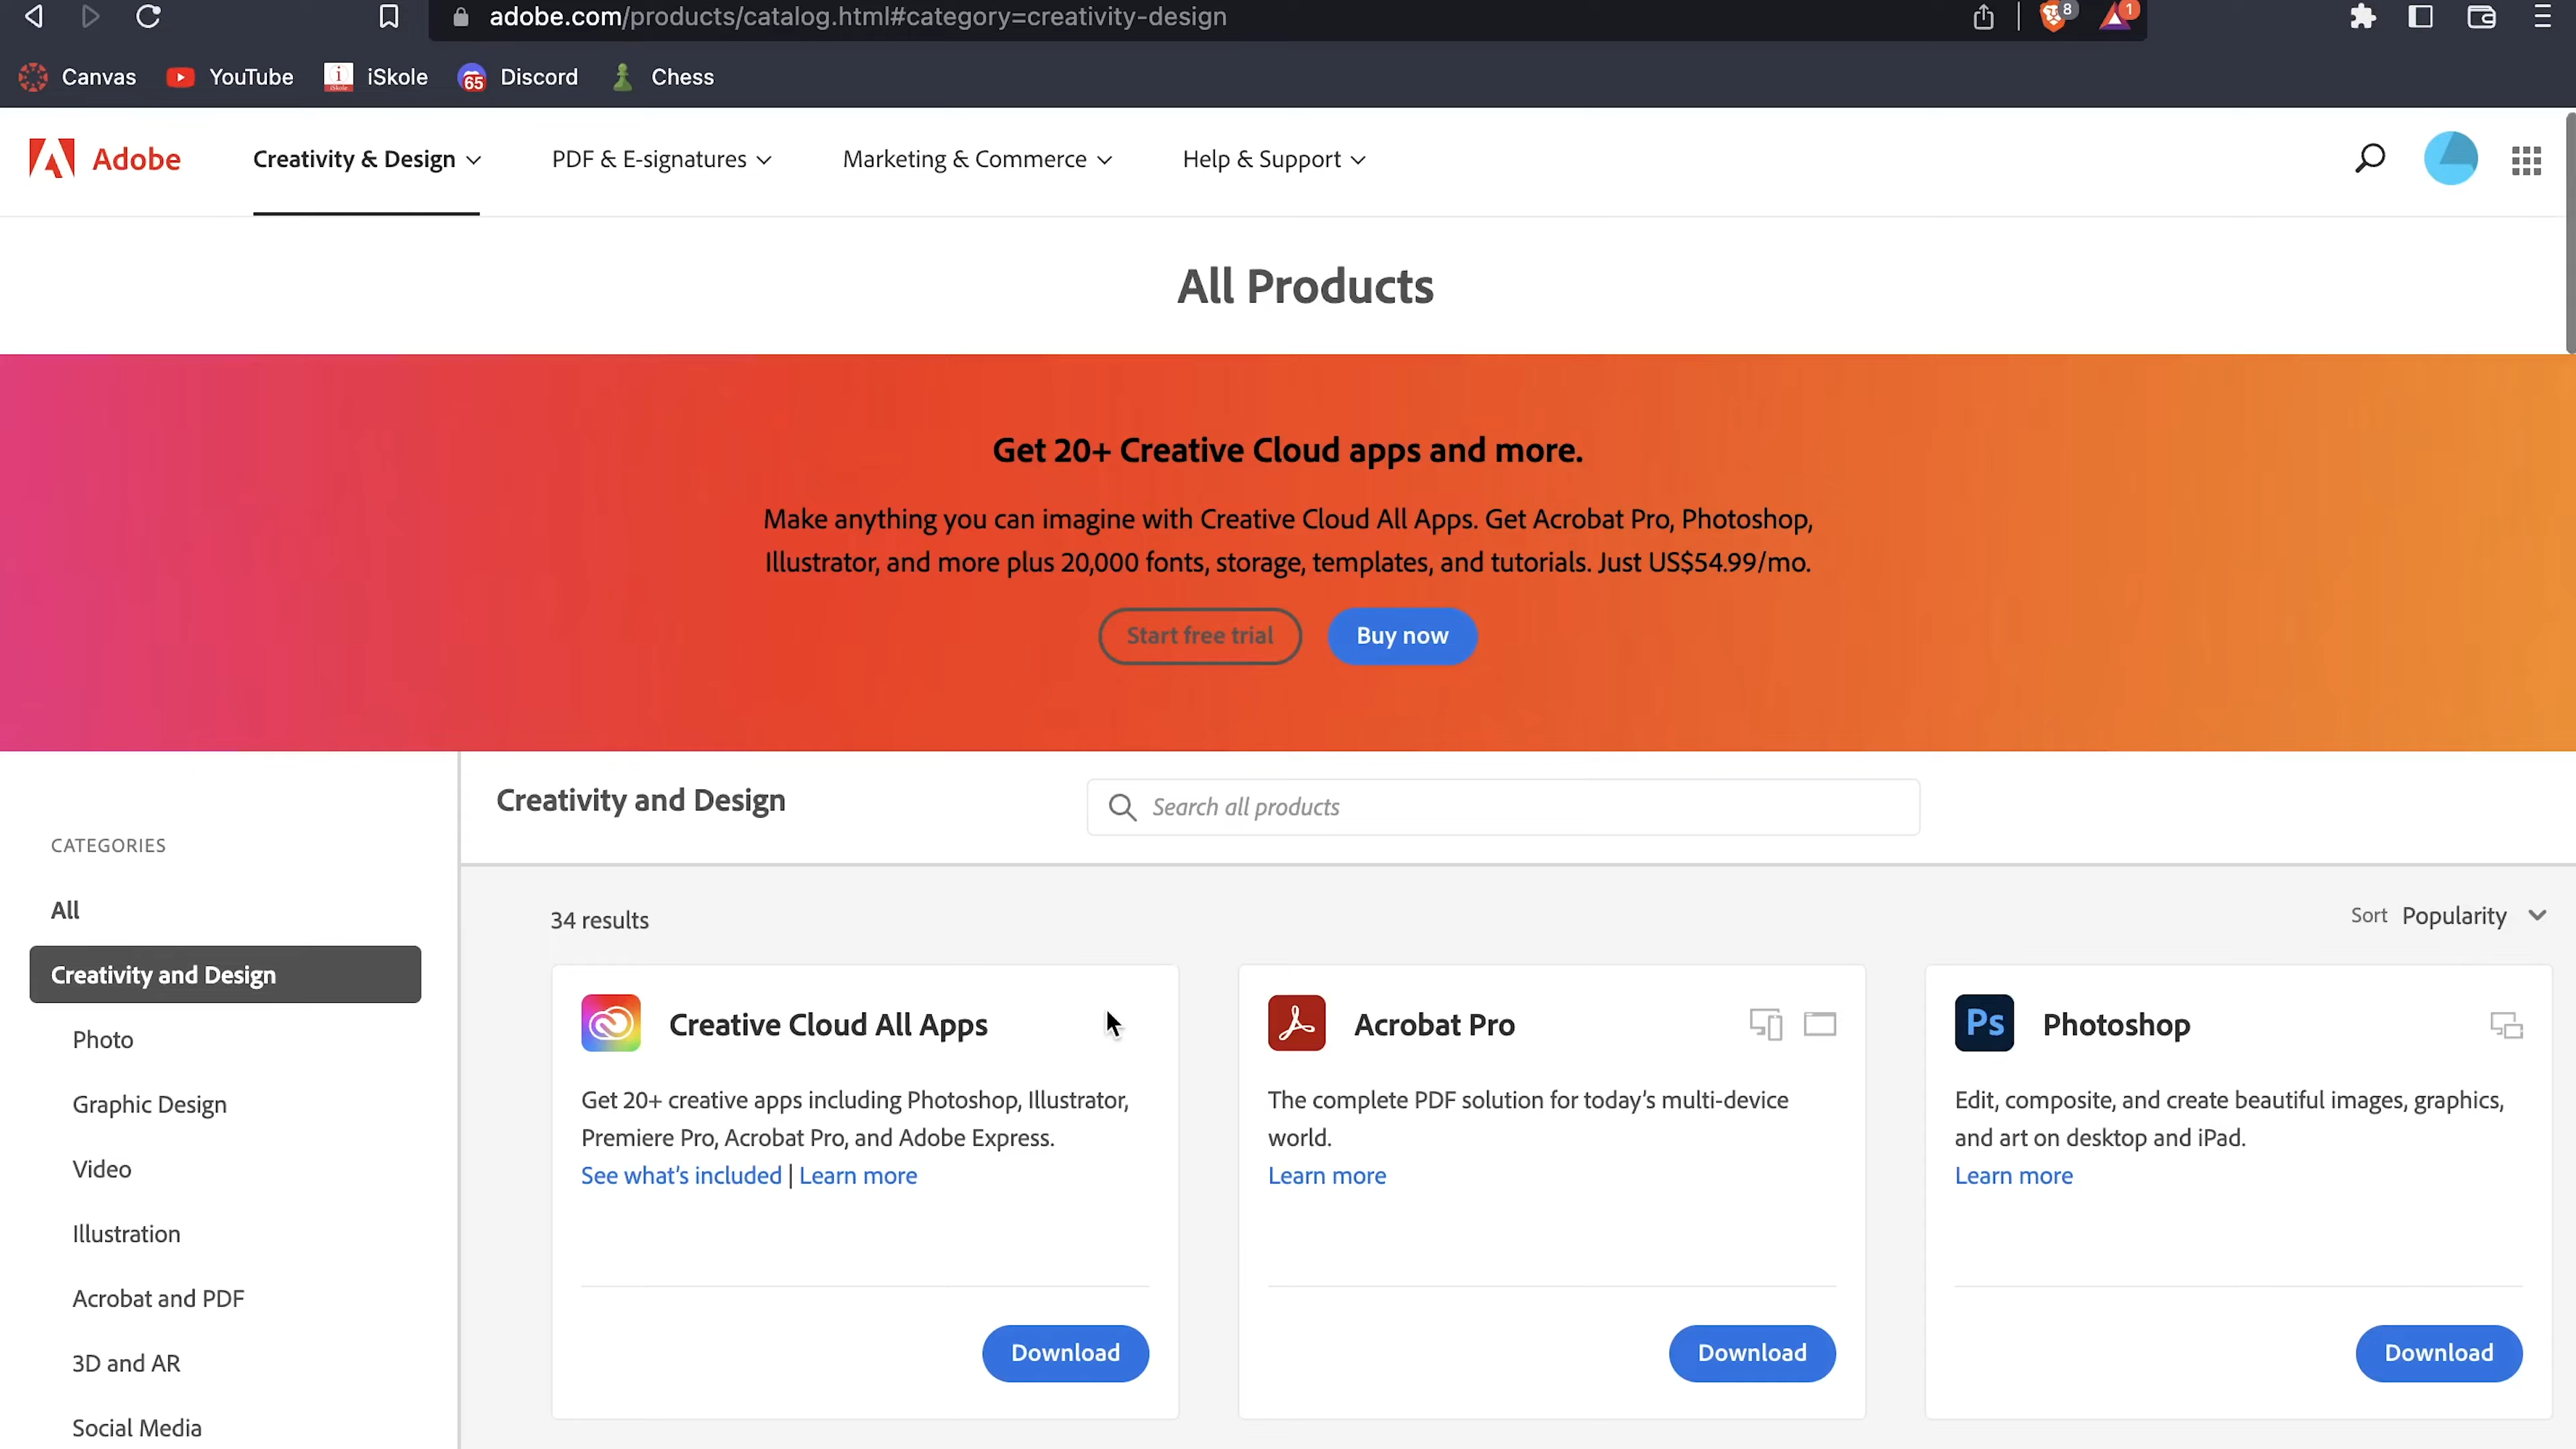 adobe.com/products/catalog.html#category=creativity-design
8
1
Canvas
YouTube
i
iSkole
iSkole
65
Discord
Chess
Adobe
Creativity & Design
PDF & E-signatures
Marketing & Commerce
Help & Support
All Products
Get 20+ Creative Cloud apps and more.
Make anything you can imagine with Creative Cloud All Apps. Get Acrobat Pro, Photoshop,
Illustrator, and more plus 20,000 fonts, storage, templates, and tutorials. Just US$54.99/mo.
Start free trial
Buy now
Creativity and Design
Search all products
CATEGORIES
All
Creativity and Design
Photo
Graphic Design
Video
Illustration
Acrobat and PDF
3D and AR
Social Media
34 results
Sort Popularity
Creative Cloud All Apps
Get 20+ creative apps including Photoshop, Illustrator,
Premiere Pro, Acrobat Pro, and Adobe Express.
See what's included | Learn more
Download
Acrobat Pro
The complete PDF solution for today's multi-device
world.
Learn more
Download
Ps
Photoshop
Edit, composite, and create beautiful images, graphics,
and art on desktop and iPad.
Learn more
Download